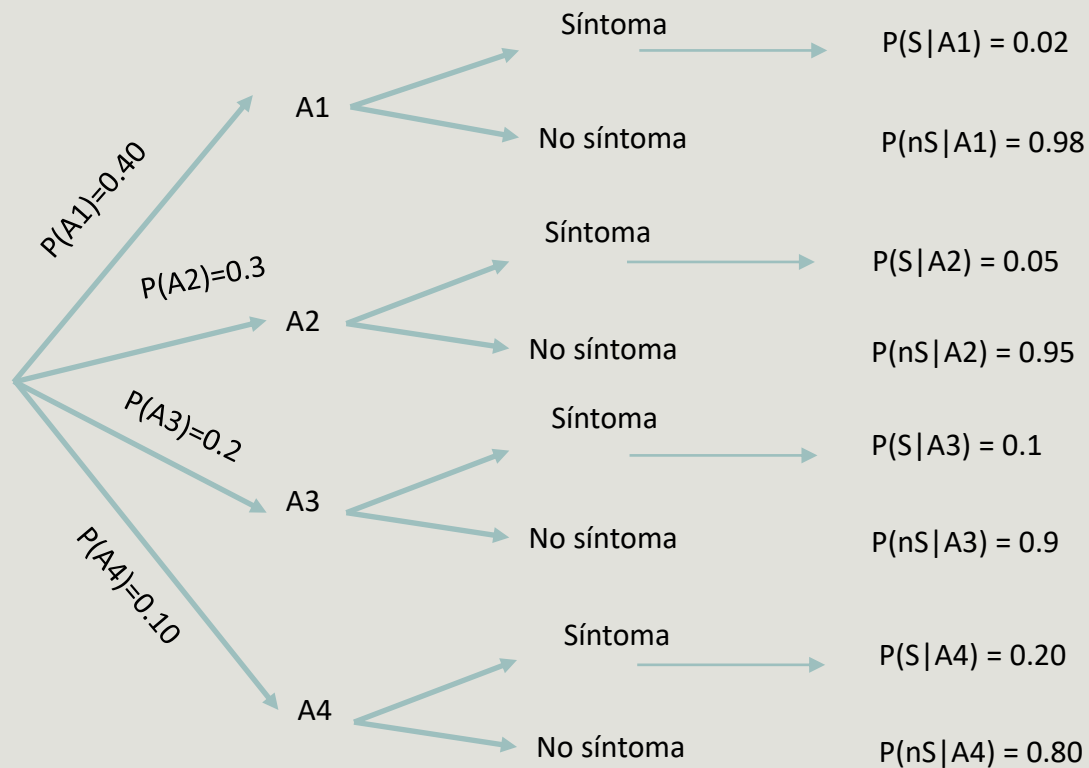 Síntoma
P(S|A1) = 0.02
A1
No síntoma
P(nS|A1) = 0.98
P(A1)=0.40
Síntoma
P(S|A2) = 0.05
P(A2)=0.3
A2
No síntoma
P(nS|A2) = 0.95
P(A3)=0.2
Síntoma
P(S|A3) = 0.1
A3
No síntoma
P(nS|A3) = 0.9
P(A4)=0.10
Síntoma
P(S|A4) = 0.20
A4
No síntoma
P(nS|A4) = 0.80